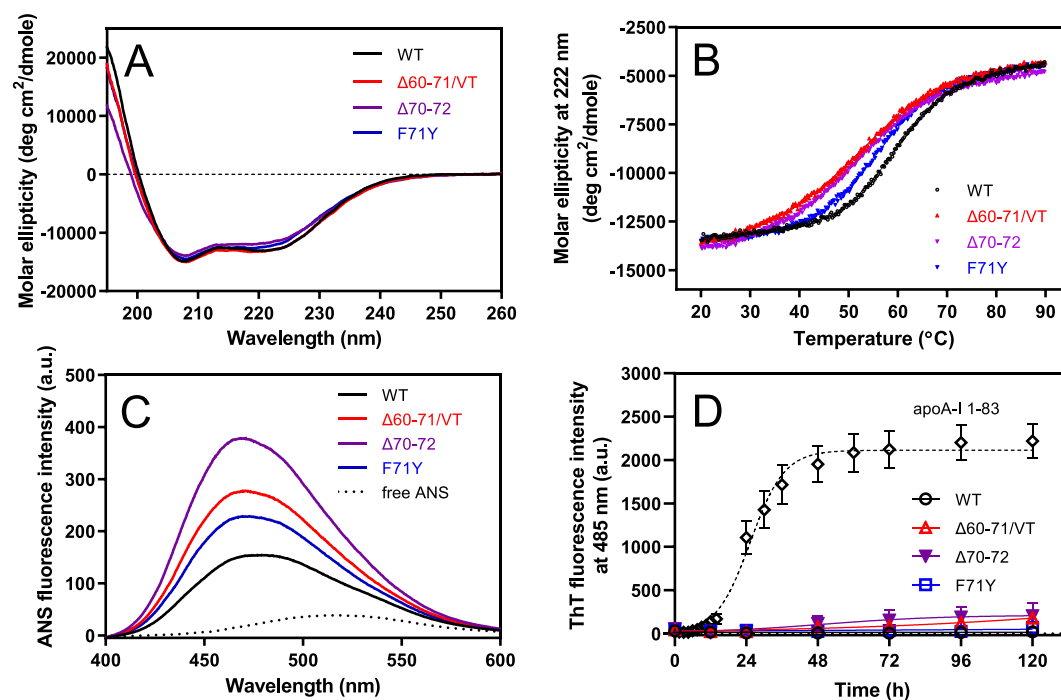 A
Molar ellipticity (deg cm²/dmole)
20000
10000
0
-10000
-20000
WT
Δ60-71/VT
Δ70-72
F71Y
200 210 220 230 240 250 260
Wavelength (nm)
B
Molar ellipticity at 222 nm
(deg cm²/dmole)
-2500
-5000
-7500
-10000
-12500
-15000
WT
Δ60-71/VT
Δ70-72
F71Y
20 30 40 50 60 70 80 90
Temperature (°C)
C
ANS fluorescence intensity (a.u.)
500
400
300
200
100
0
WT
Δ60-71/VT
Δ70-72
F71Y
free ANS
400 450 500 550 600
Wavelength (nm)
D
ThT fluorescence intensity
at 485 nm (a.u.)
3000
2500
2000
1500
1000
500
0
apoA-I 1-83
WT
Δ60-71/VT
Δ70-72
F71Y
0 24 48 72 96 120
Time (h)